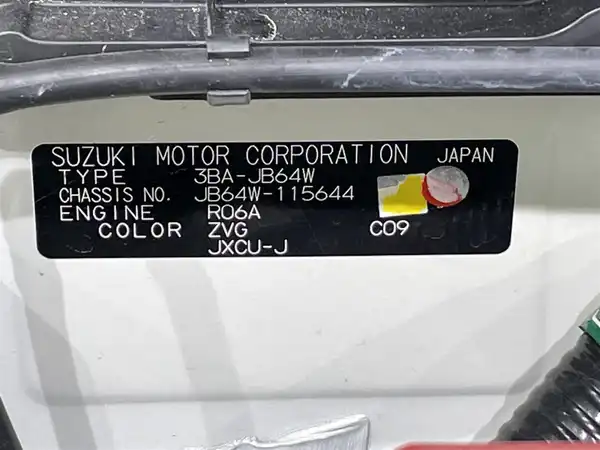 SUZUKI MOTOR CORPORATION JAPAN
TYPE 3BA-JB64W
CHASSIS NO. JB64W-115644
ENGINE R06A
COLOR ZVG C09
JXCU-J